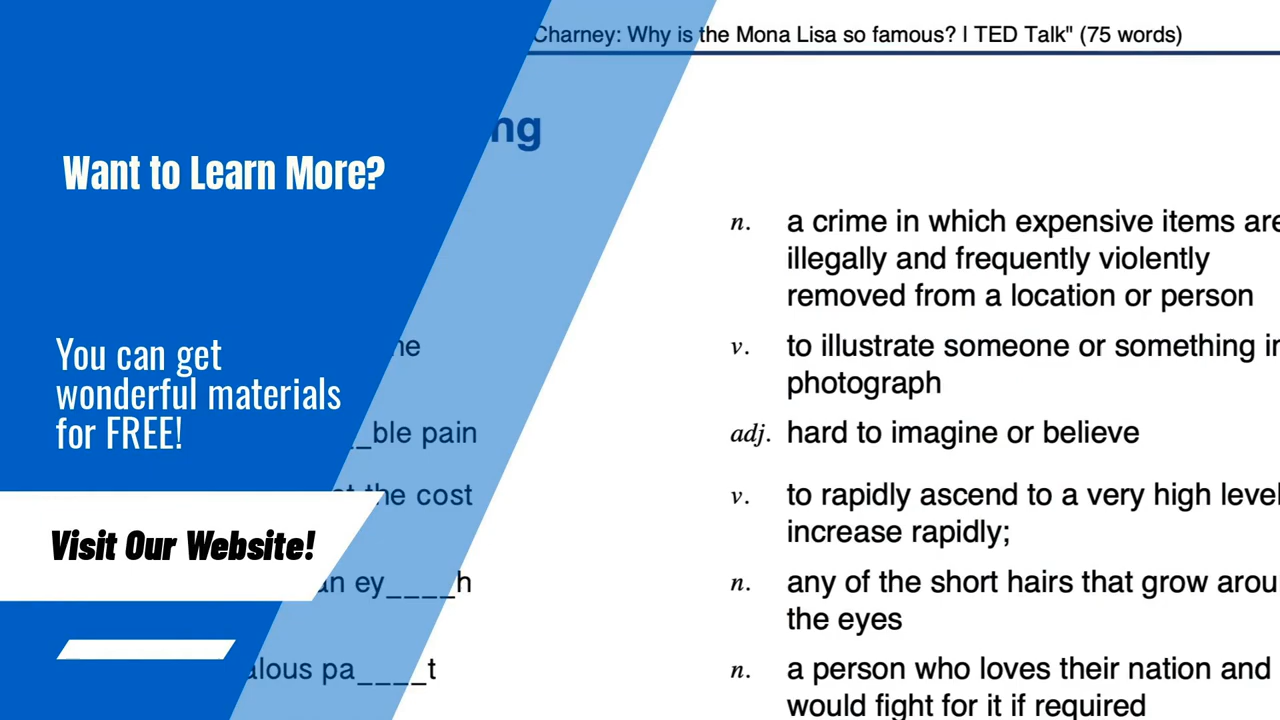 Charney: Why is the Mona Lisa so famous? | TED Talk" (75 words)
Want to Learn More?
You can get
wonderful materials
for FREE!
Visit Our Website!
ng
n. a crime in which expensive items are
illegally and frequently violently
removed from a location or person
ne
v. to illustrate someone or something in
photograph
_ble pain
adj. hard to imagine or believe
the cost
v. to rapidly ascend to a very high level
increase rapidly;
an ey____h
n. any of the short hairs that grow arou
the eyes
alous pa____t
n. a person who loves their nation and
would fight for it if required